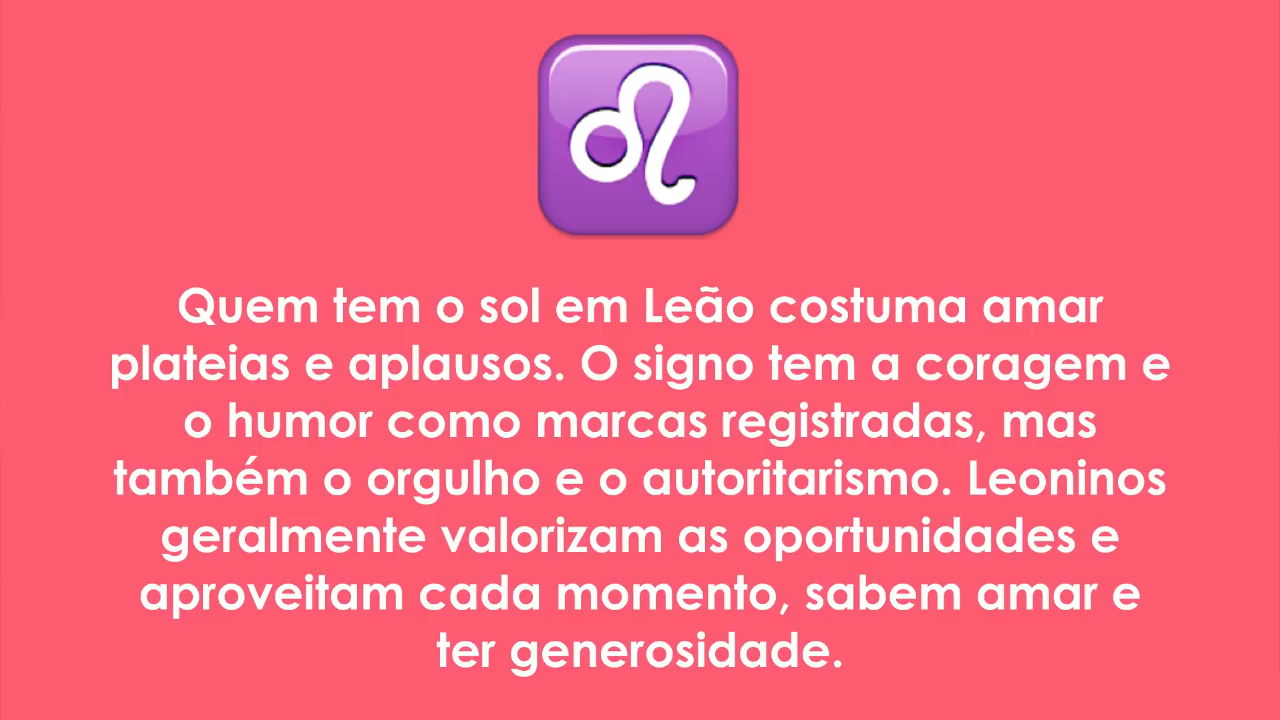 Quem tem o sol em Leão costuma amar
plateias e aplausos. O signo tem a coragem e
o humor como marcas registradas, mas
também o orgulho e o autoritarismo. Leoninos
geralmente valorizam as oportunidades e
aproveitam cada momento, sabem amar e
ter generosidade.